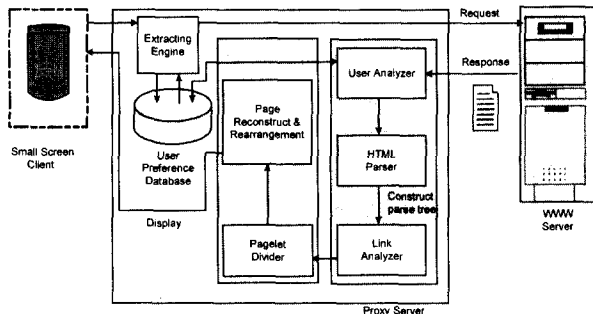 Extracting
Engine
Request
User Analyzer
Response
Page
Reconstruct &
Rearrangement
User
Preference
Database
HTML
Parser
Small Screen
Client
Display
Construct
parse tree
Pagelet
Divider
Link
Analyzer
WWW
Server
Proxy Server